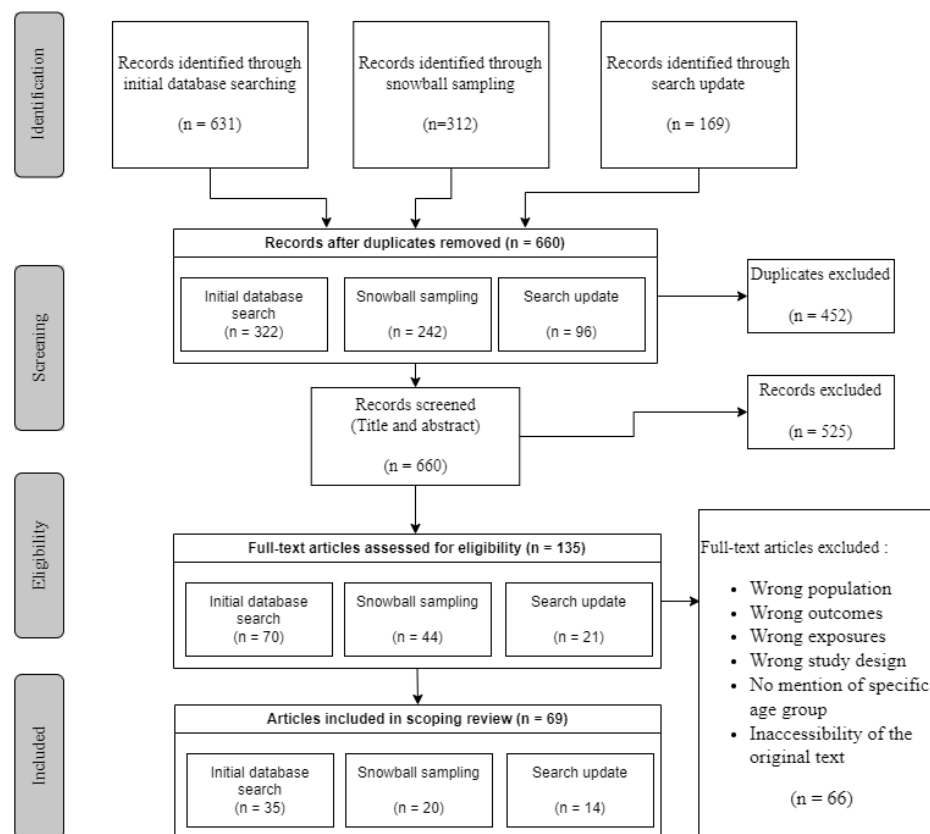 Identification
Records identified through
initial database searching
(n = 631)
Records identified through
snowball sampling
(n=312)
Records identified through
search update
(n = 169)
Screening
Records after duplicates removed (n = 660)
Initial database
search
(n = 322)
Snowball sampling
(n = 242)
Search update
(n = 96)
Duplicates excluded
(n = 452)
Records screened
(Title and abstract)
(n = 660)
Records excluded
(n = 525)
Eligibility
Full-text articles assessed for eligibility (n = 135)
Initial database
search
(n = 70)
Snowball sampling
(n = 44)
Search update
(n = 21)
Full-text articles excluded :
• Wrong population
• Wrong outcomes
• Wrong exposures
• Wrong study design
• No mention of specific
age group
• Inaccessibility of the
original text
(n = 66)
Included
Articles included in scoping review (n = 69)
Initial database
search
(n = 35)
Snowball sampling
(n = 20)
Search update
(n = 14)